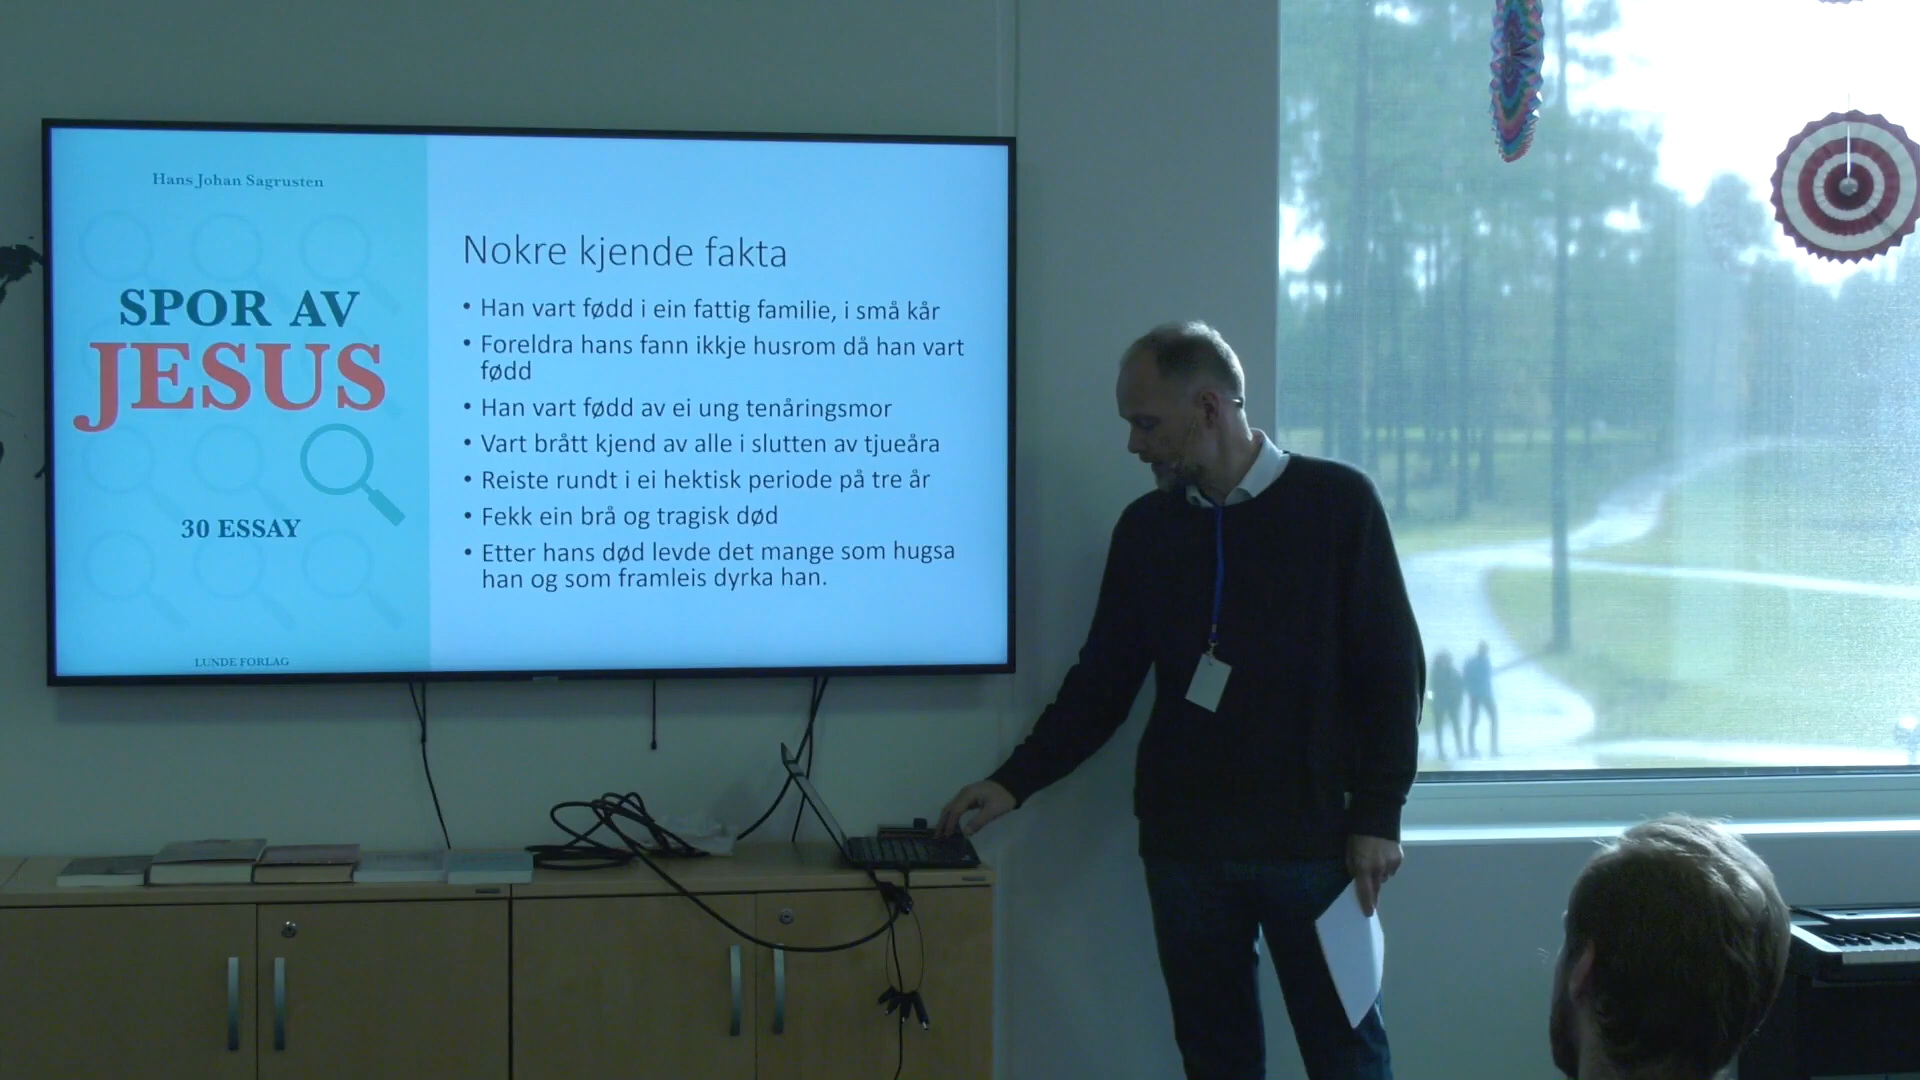 Hans Johan Sagrusten
SPOR AV
JESUS
30 ESSAY
LUNDE FORLAG
Nokre kjende fakta
• Han vart fødd i ein fattig familie, i små kår
• Foreldra hans fann ikkje husrom då han vart
fødd
• Han vart fødd av ei ung tenåringsmor
• Vart brått kjend av alle i slutten av tjueåra
• Reiste rundt i ei hektisk periode på tre år
• Fekk ein brå og tragisk død
• Etter hans død levde det mange som hugsa
han og som framleis dyrka han.